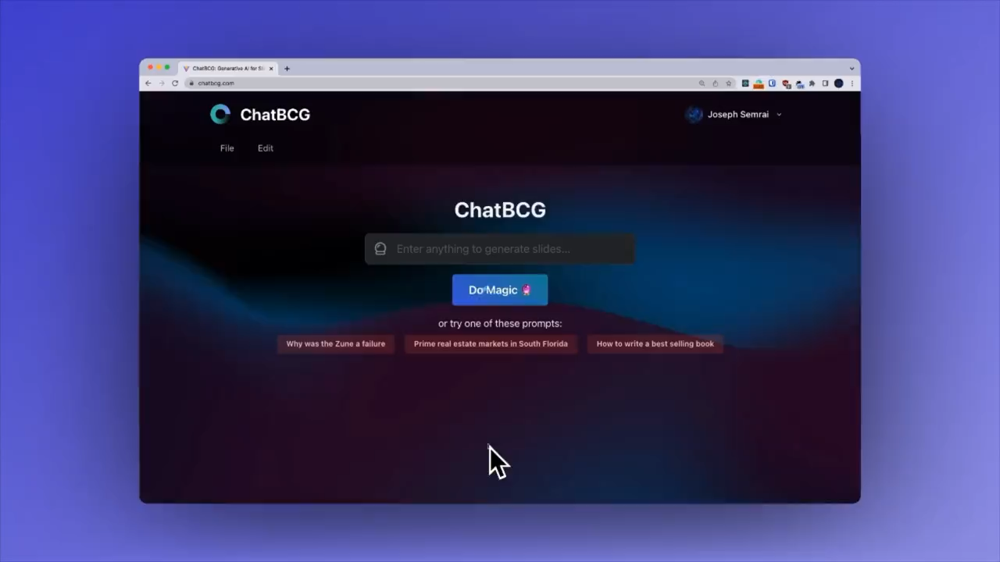 ChatBCG: Generative AI for Sli
chatbcg.com
ChatBCG
Joseph Semrai
File
Edit
ChatBCG
Enter anything to generate slides...
Do Magic 🔮
or try one of these prompts:
Why was the Zune a failure
Prime real estate markets in South Florida
How to write a best selling book